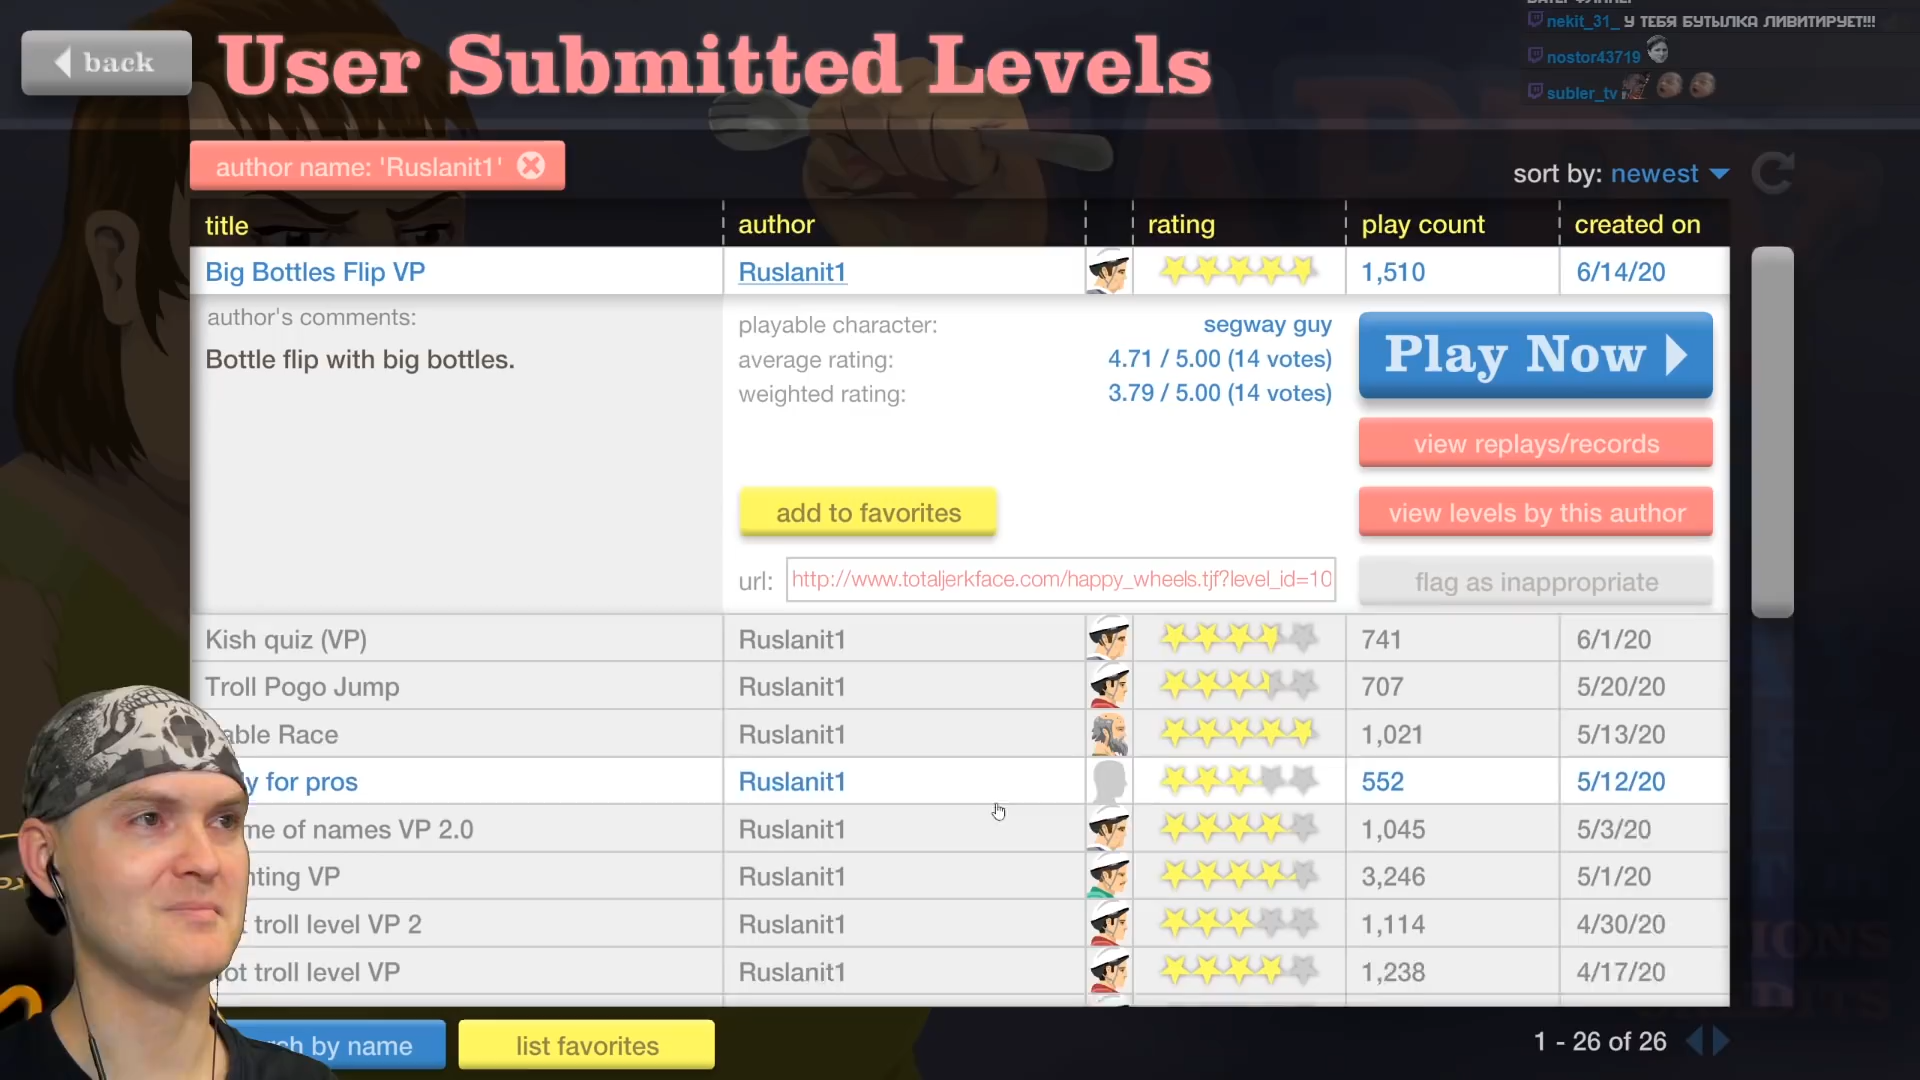 nekit_31_ У ТЕБЯ БУТЫЛКА ЛИВИТИРУЕТ!!!
nostor43719
subler_tv
back
User Submitted Levels
author name: 'Ruslanit1'
sort by: newest
title author rating play count created on
Big Bottles Flip VP Ruslanit1 1,510 6/14/20
author's comments:
Bottle flip with big bottles.
playable character: segway guy
average rating: 4.71 / 5.00 (14 votes)
weighted rating: 3.79 / 5.00 (14 votes)
Play Now
view replays/records
add to favorites
view levels by this author
url: http://www.totaljerkface.com/happy_wheels.tjf?level_id=10
flag as inappropriate
Kish quiz (VP) Ruslanit1 741 6/1/20
Troll Pogo Jump Ruslanit1 707 5/20/20
able Race Ruslanit1 1,021 5/13/20
y for pros Ruslanit1 552 5/12/20
me of names VP 2.0 Ruslanit1 1,045 5/3/20
nting VP Ruslanit1 3,246 5/1/20
t troll level VP 2 Ruslanit1 1,114 4/30/20
ot troll level VP Ruslanit1 1,238 4/17/20
rch by name
list favorites
1 - 26 of 26